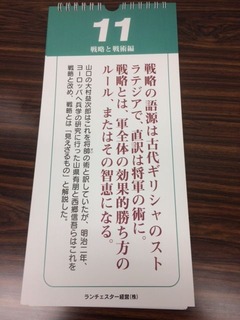 11
戦略と戦術編
戦略の語源は古代ギリシャのスト
ラテジアで、直訳は将軍の術に。
戦略とは、軍全体の効果的勝ち方の
ルール、またはその智恵になる。
山口の大村益次郎はこれを将師の術と訳していたが、明治二年、
ヨーロッパへ兵学の研究に行った山県有朋と西郷信吾らはこれを
戦略と改め、戦略とは「見えざるもの」と解説した。
ランチェスター経営(株)